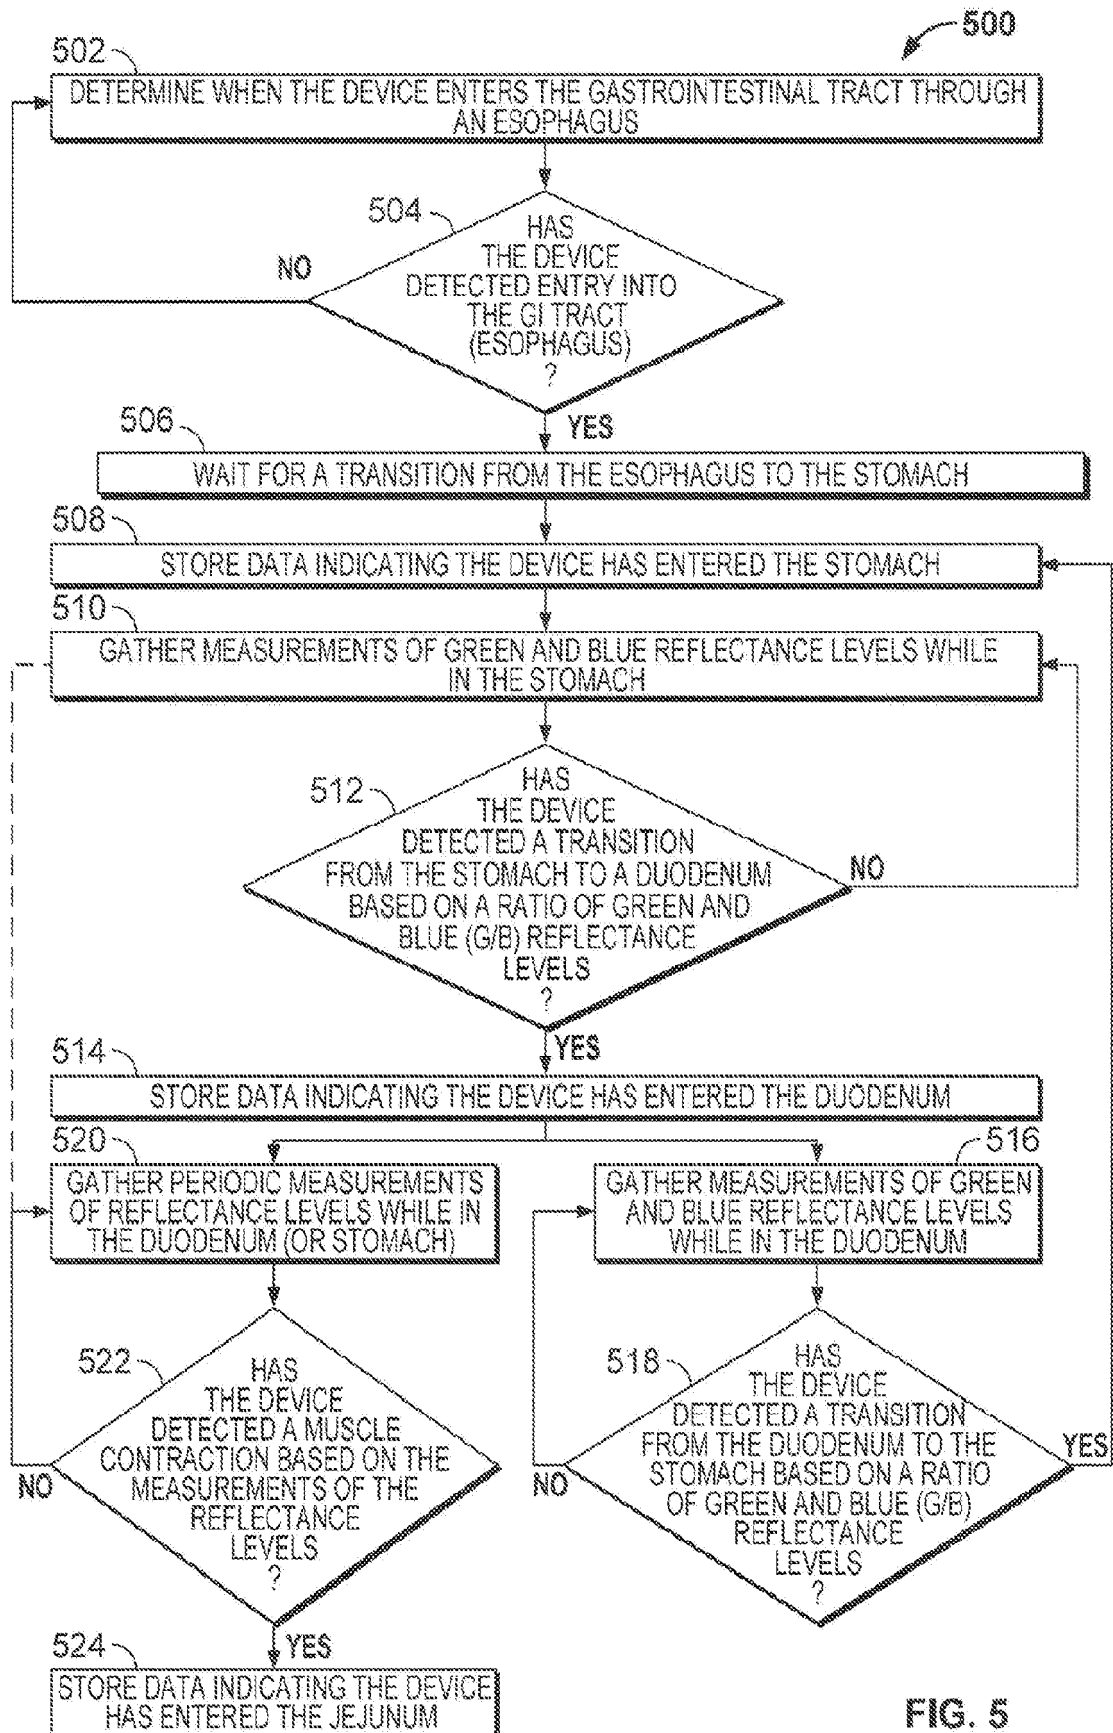 500
502
DETERMINE WHEN THE DEVICE ENTERS THE GASTROINTESTINAL TRACT THROUGH
AN ESOPHAGUS
504
HAS
THE DEVICE
DETECTED ENTRY INTO
THE GI TRACT
(ESOPHAGUS)
?
NO
YES
506
WAIT FOR A TRANSITION FROM THE ESOPHAGUS TO THE STOMACH
508
STORE DATA INDICATING THE DEVICE HAS ENTERED THE STOMACH
510
GATHER MEASUREMENTS OF GREEN AND BLUE REFLECTANCE LEVELS WHILE
IN THE STOMACH
512
HAS
THE DEVICE
DETECTED A TRANSITION
FROM THE STOMACH TO A DUODENUM
BASED ON A RATIO OF GREEN AND
BLUE (G/B) REFLECTANCE
LEVELS
?
NO
YES
514
STORE DATA INDICATING THE DEVICE HAS ENTERED THE DUODENUM
520
GATHER PERIODIC MEASUREMENTS
OF REFLECTANCE LEVELS WHILE IN
THE DUODENUM (OR STOMACH)
516
GATHER MEASUREMENTS OF GREEN
AND BLUE REFLECTANCE LEVELS
WHILE IN THE DUODENUM
522
HAS
THE DEVICE
DETECTED A MUSCLE
CONTRACTION BASED ON THE
MEASUREMENTS OF THE
REFLECTANCE
LEVELS
?
NO
YES
518
HAS
THE DEVICE
DETECTED A TRANSITION
FROM THE DUODENUM TO THE
STOMACH BASED ON A RATIO
OF GREEN AND BLUE (G/B)
REFLECTANCE
LEVELS
?
NO
YES
524
STORE DATA INDICATING THE DEVICE
HAS ENTERED THE JEJUNUM
FIG. 5